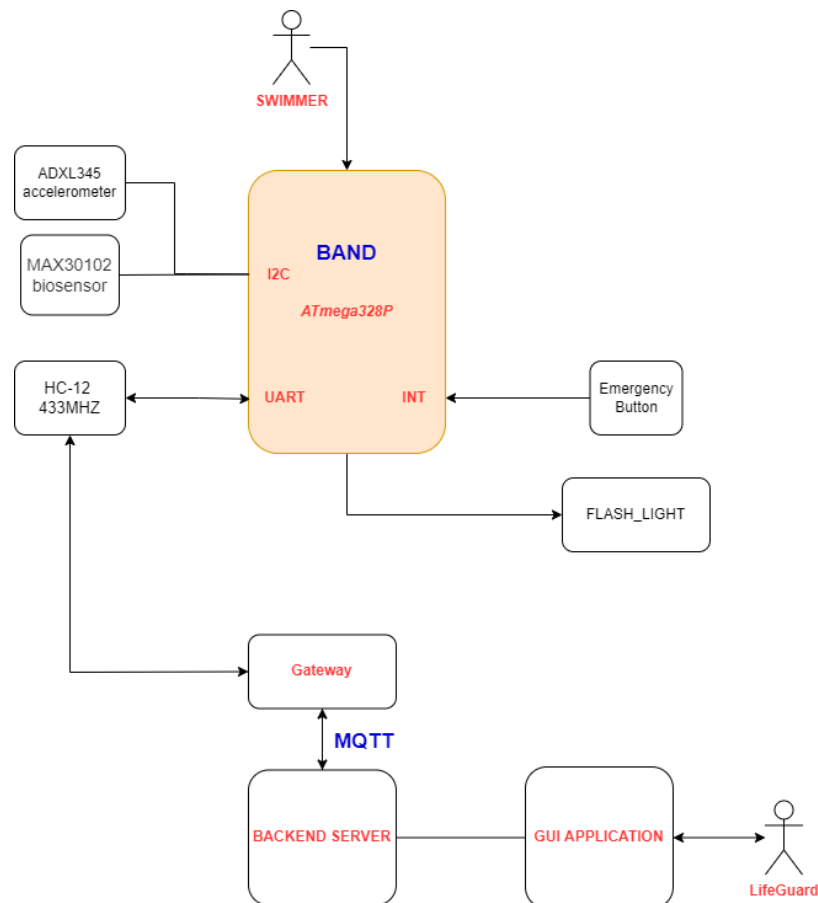 SWIMMER
ADXL345
accelerometer
MAX30102
biosensor
BAND
I2C
ATmega328P
HC-12
433MHZ
UART
INT
Emergency
Button
FLASH_LIGHT
Gateway
MQTT
BACKEND SERVER
GUI APPLICATION
LifeGuard